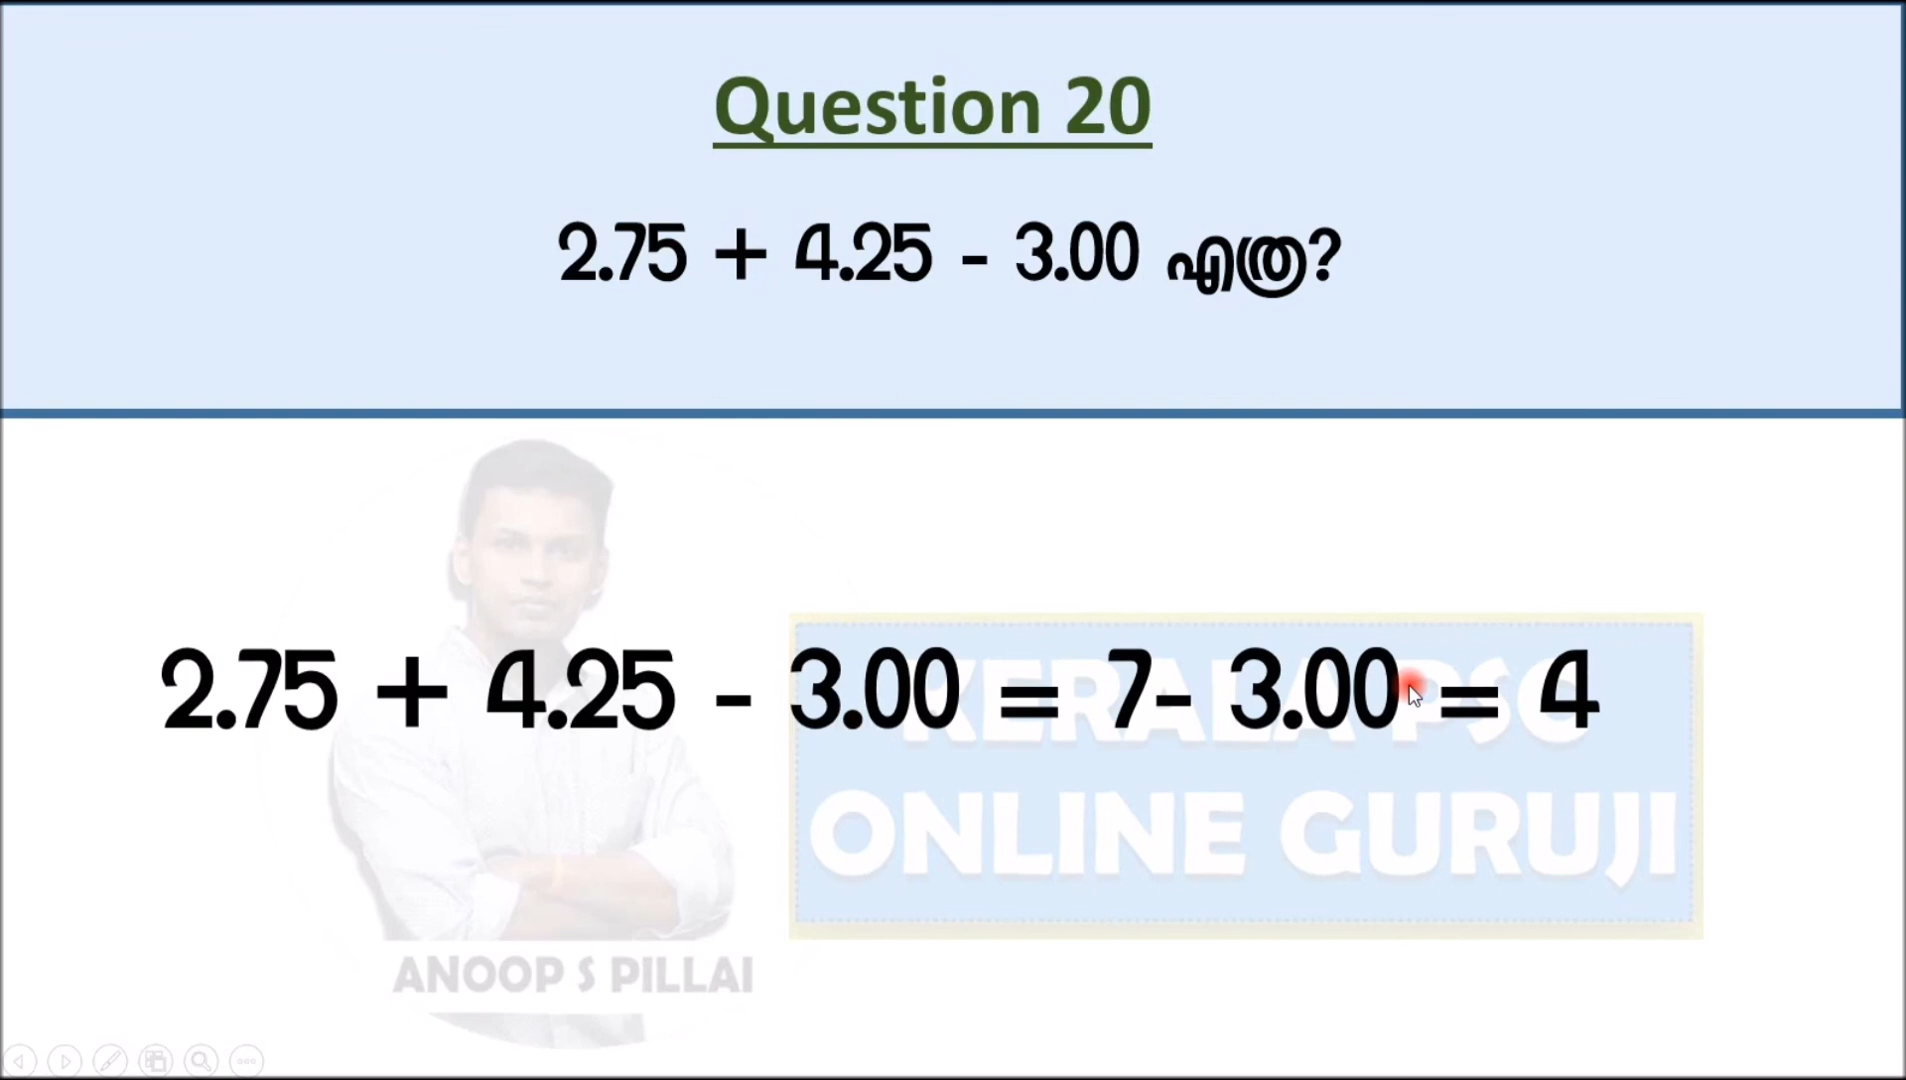 Question 20
2.75 + 4.25 - 3.00 എത്ര?
2.75 + 4.25 - 3.00 = 7- 3.00 = 4
KERALA PSC
ONLINE GURUJI
ANOOP S PILLAI